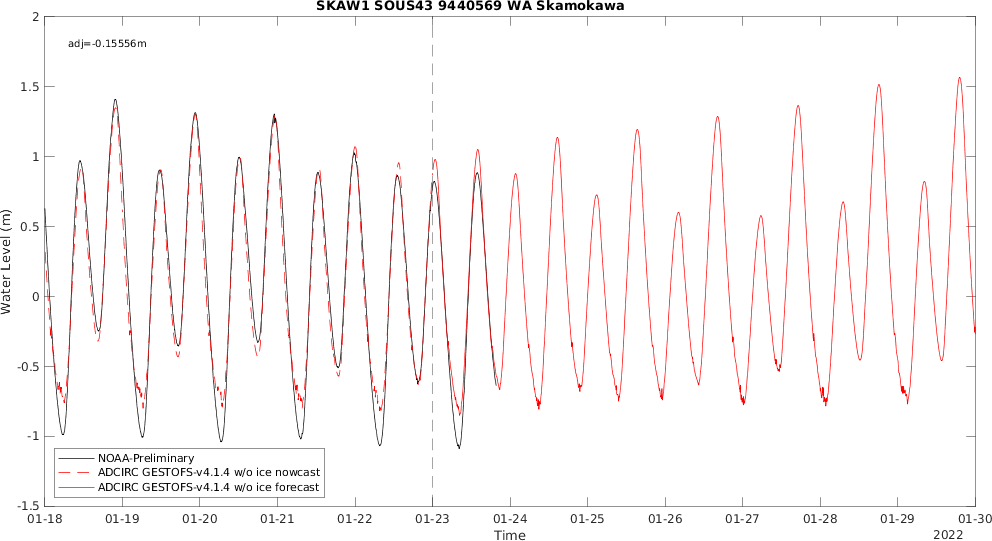 SKAW1 SOUS43 9440569 WA Skamokawa
adj=-0.15556m
2
1.5
1
0.5
0
-0.5
-1
-1.5
Water Level (m)
NOAA-Preliminary
ADCIRC GESTOFS-v4.1.4 w/o ice nowcast
ADCIRC GESTOFS-v4.1.4 w/o ice forecast
01-18 01-19 01-20 01-21 01-22 01-23 01-24 01-25 01-26 01-27 01-28 01-29 01-30
Time
2022